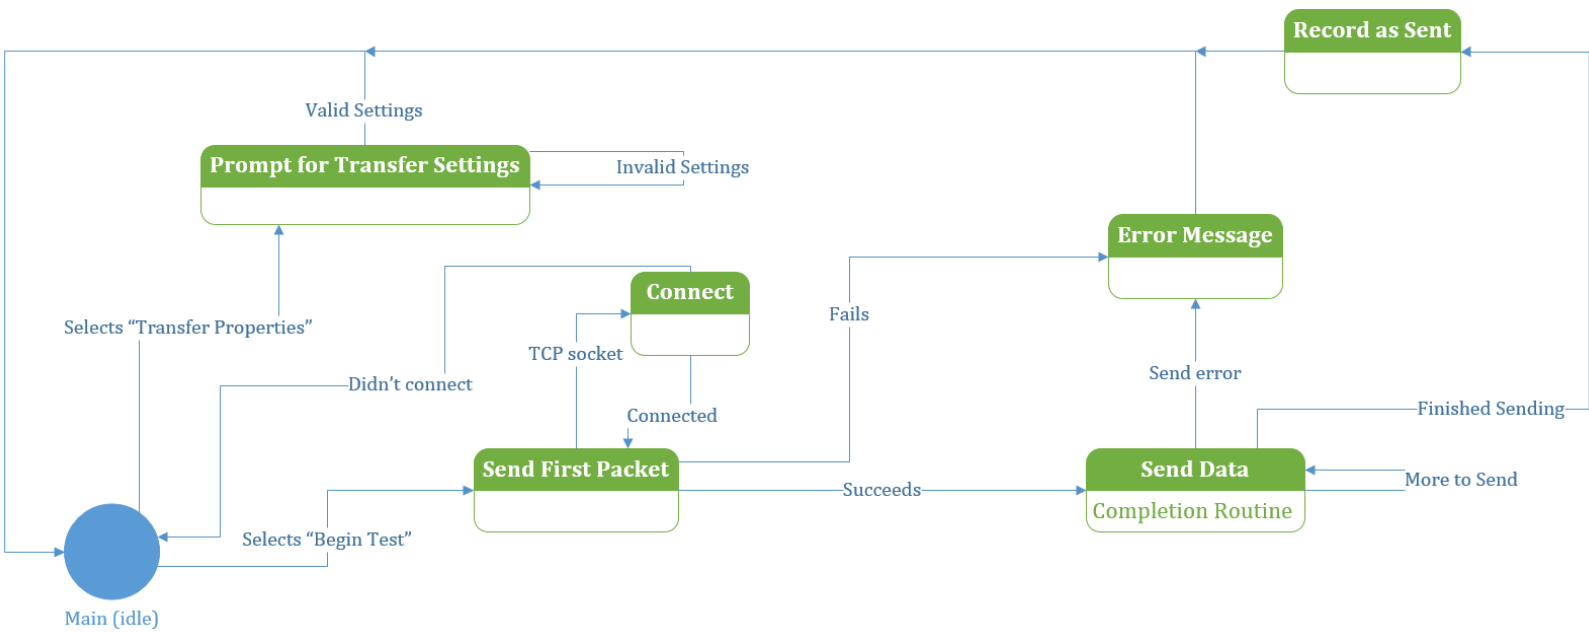 Record as Sent
Valid Settings
Prompt for Transfer Settings
Invalid Settings
Error Message
Connect
Fails
Selects “Transfer Properties”
TCP socket
Send error
Didn’t connect
Connected
Finished Sending
Send First Packet
Send Data
Succeeds
More to Send
Completion Routine
Selects “Begin Test”
Main (idle)